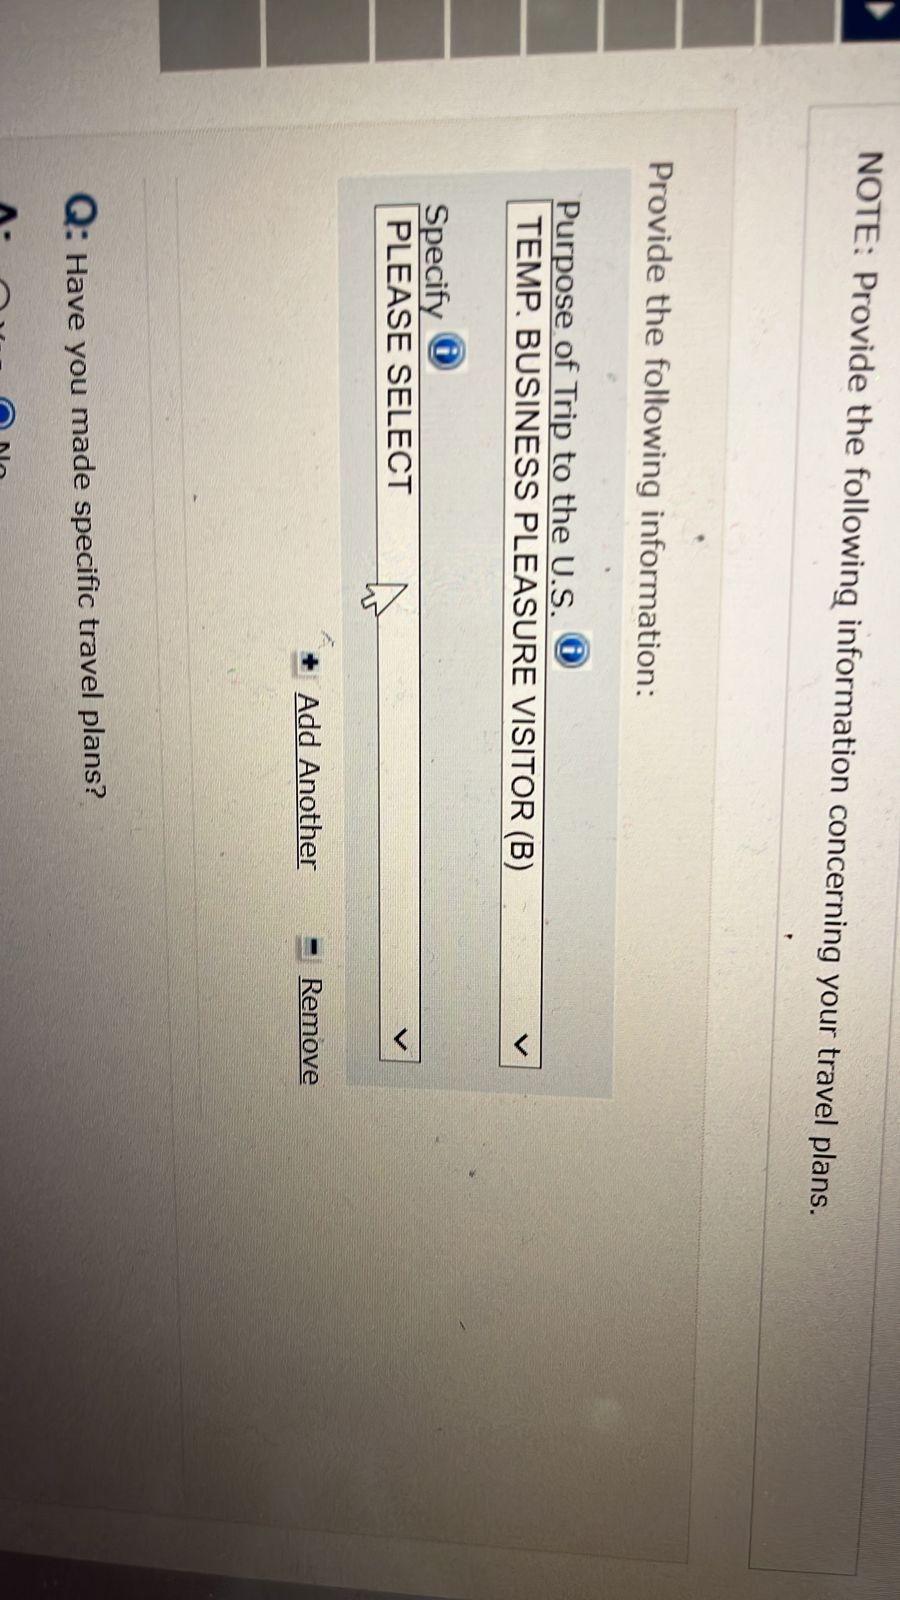 NOTE: Provide the following information concerning your travel plans.
Provide the following information:
Purpose of Trip to the U.S.
TEMP. BUSINESS PLEASURE VISITOR (B)
Specify
PLEASE SELECT
Add Another Remove
Q: Have you made specific travel plans?
A: Yes No